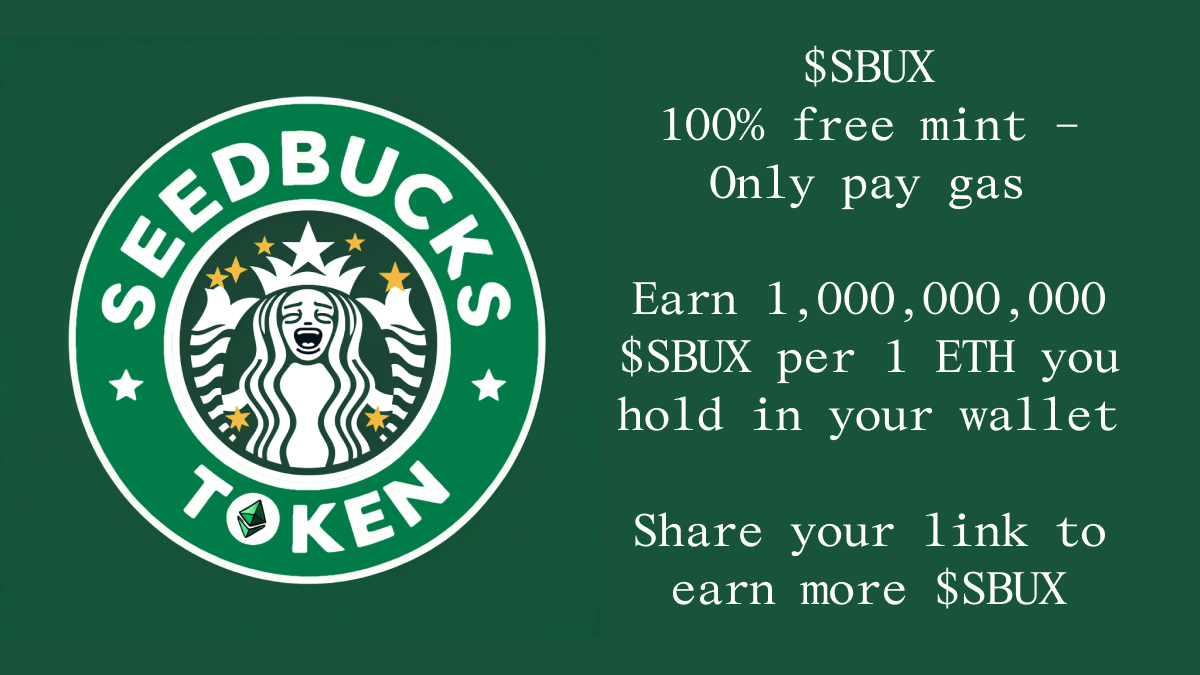 SEEDBUCKS
TOKEN
$SBUX
100% free mint –
Only pay gas
Earn 1,000,000,000
$SBUX per 1 ETH you
hold in your wallet
Share your link to
earn more $SBUX